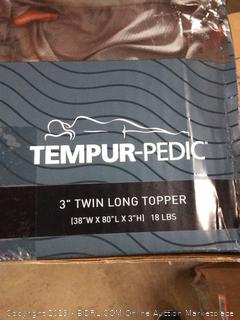 TEMPUR-PEDIC®
3" TWIN LONG TOPPER
(38"W X 80"L X 3"H) 18 LBS